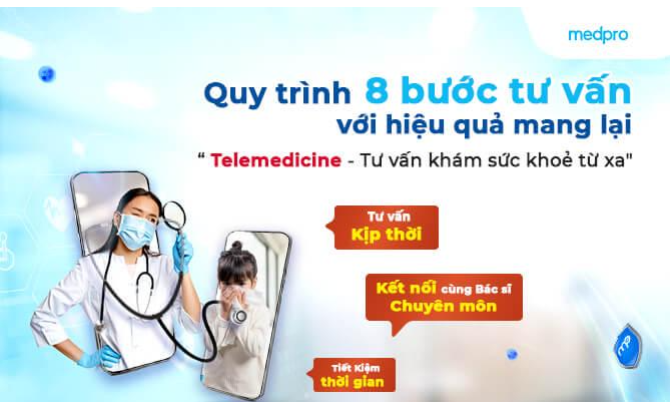 medpro
Quy trình 8 bước tư vấn
với hiệu quả mang lại
“ Telemedicine - Tư vấn khám sức khoẻ từ xa"
Tư vấn
Kịp thời
Kết nối cùng Bác sĩ
Chuyên môn
Tiết Kiệm
thời gian